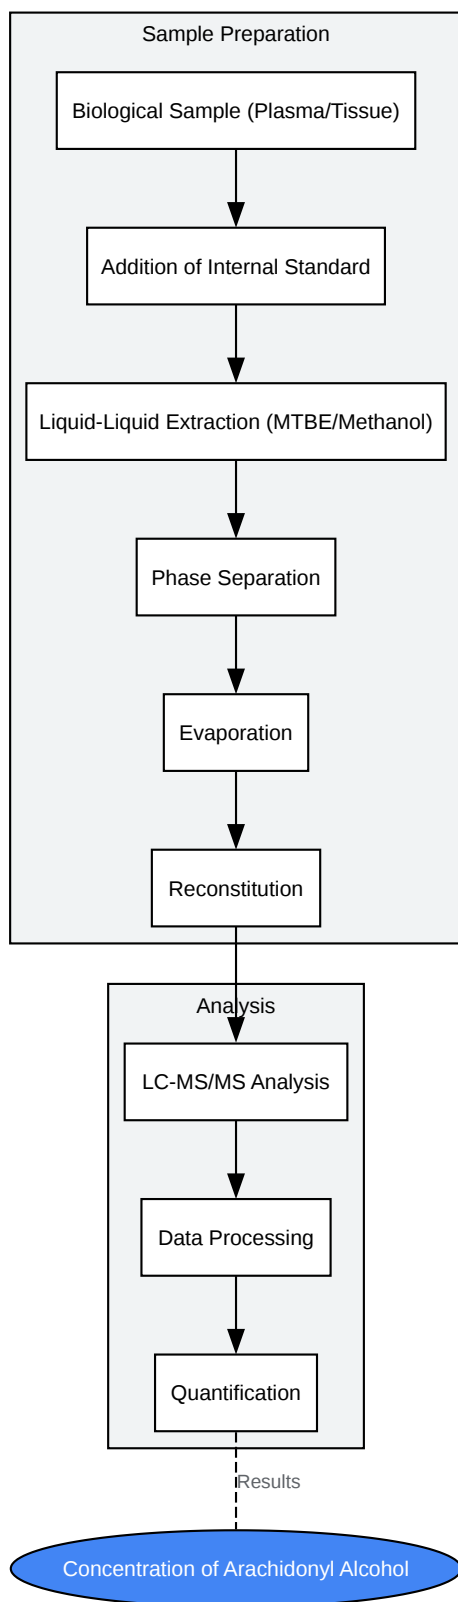 Sample Preparation
Biological Sample (Plasma/Tissue)
Addition of Internal Standard
Liquid-Liquid Extraction (MTBE/Methanol)
Phase Separation
Evaporation
Reconstitution
Analysis
LC-MS/MS Analysis
Data Processing
Quantification
Results
Concentration of Arachidonyl Alcohol